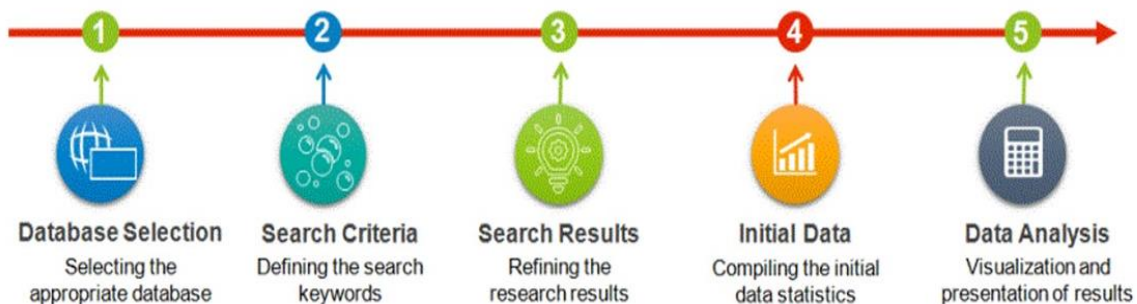 1 2 3 4 5
Database Selection
Selecting the
appropriate database
Search Criteria
Defining the search
keywords
Search Results
Refining the
research results
Initial Data
Compiling the initial
data statistics
Data Analysis
Visualization and
presentation of results